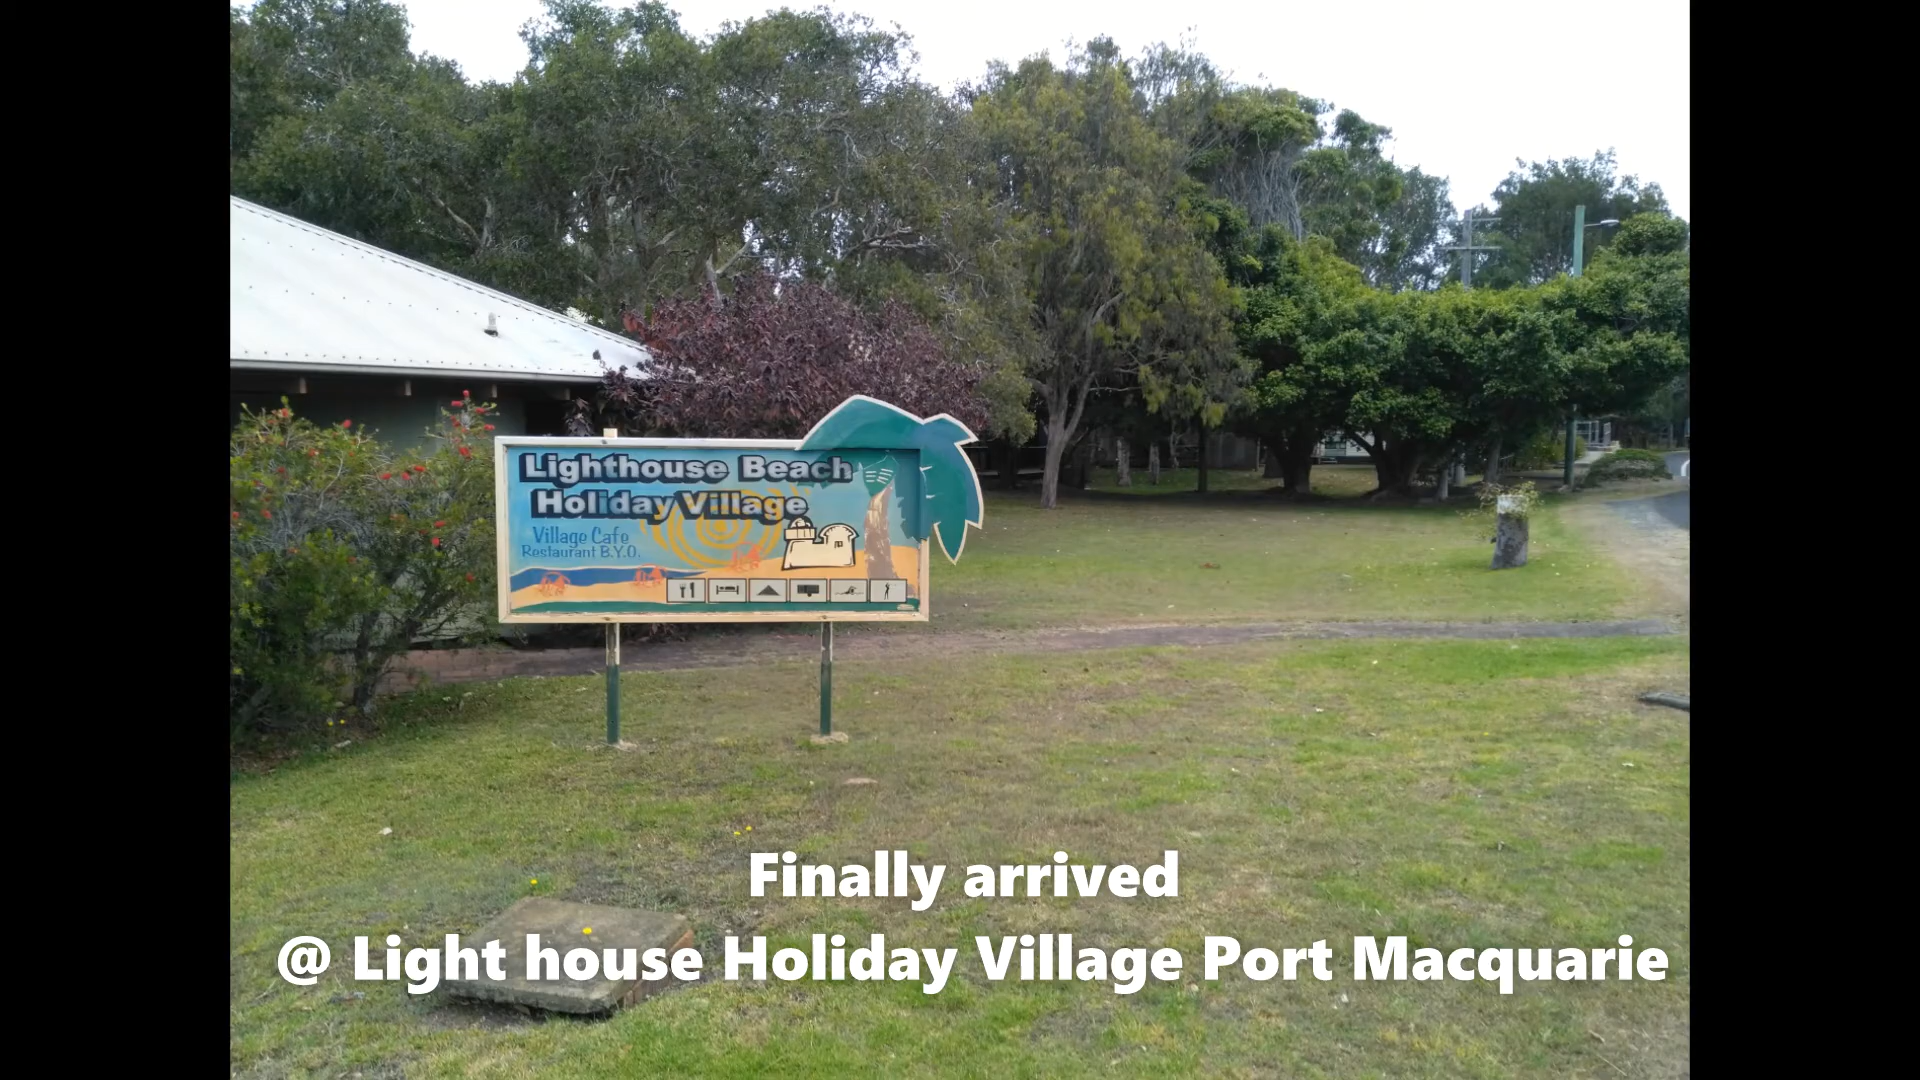 Lighthouse Beach
Holiday Village
Village Cafe
Restaurant B.Y.O.
Finally arrived
@ Light house Holiday Village Port Macquarie